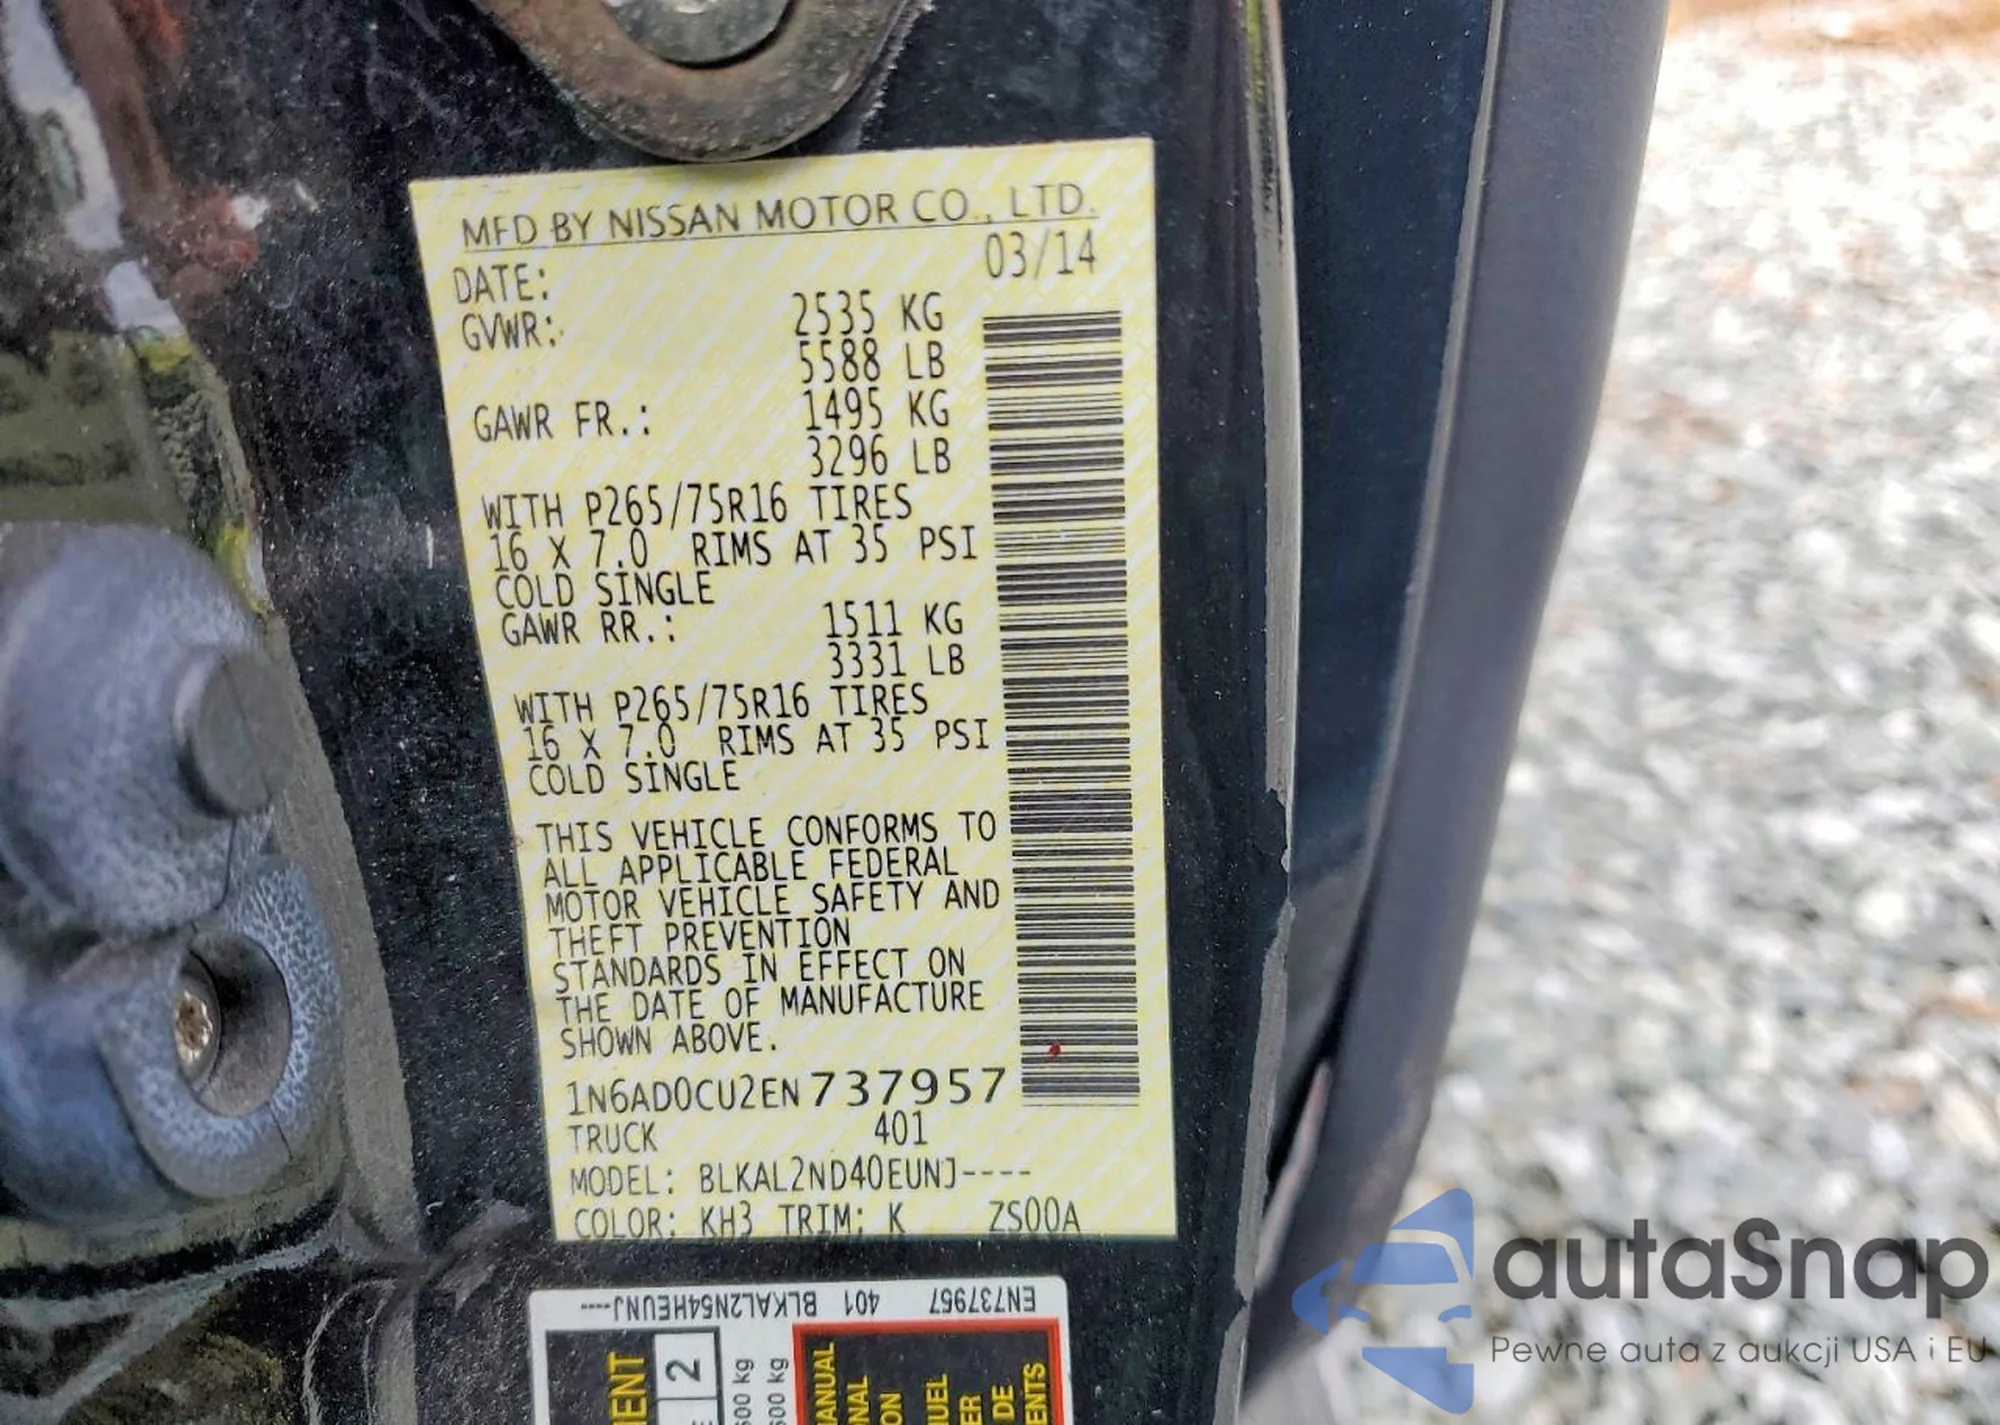 MFD BY NISSAN MOTOR CO., LTD.
DATE: 03/14
GVWR: 2535 KG
5588 LB
GAWR FR.: 1495 KG
3296 LB
WITH P265/75R16 TIRES
16 X 7.0 RIMS AT 35 PSI
COLD SINGLE
GAWR RR.: 1511 KG
3331 LB
WITH P265/75R16 TIRES
16 X 7.0 RIMS AT 35 PSI
COLD SINGLE
THIS VEHICLE CONFORMS TO
ALL APPLICABLE FEDERAL
MOTOR VEHICLE SAFETY AND
THEFT PREVENTION
STANDARDS IN EFFECT ON
THE DATE OF MANUFACTURE
SHOWN ABOVE.
1N6AD0CU2EN737957
TRUCK 401
MODEL: BLKAL2ND40EUNJ----
COLOR: KH3 TRIM: K ZS00A
EN737957 401 BLKAL2N54HEUNJ----
2
autaSnap
Pewne auta z aukcji USA i EU